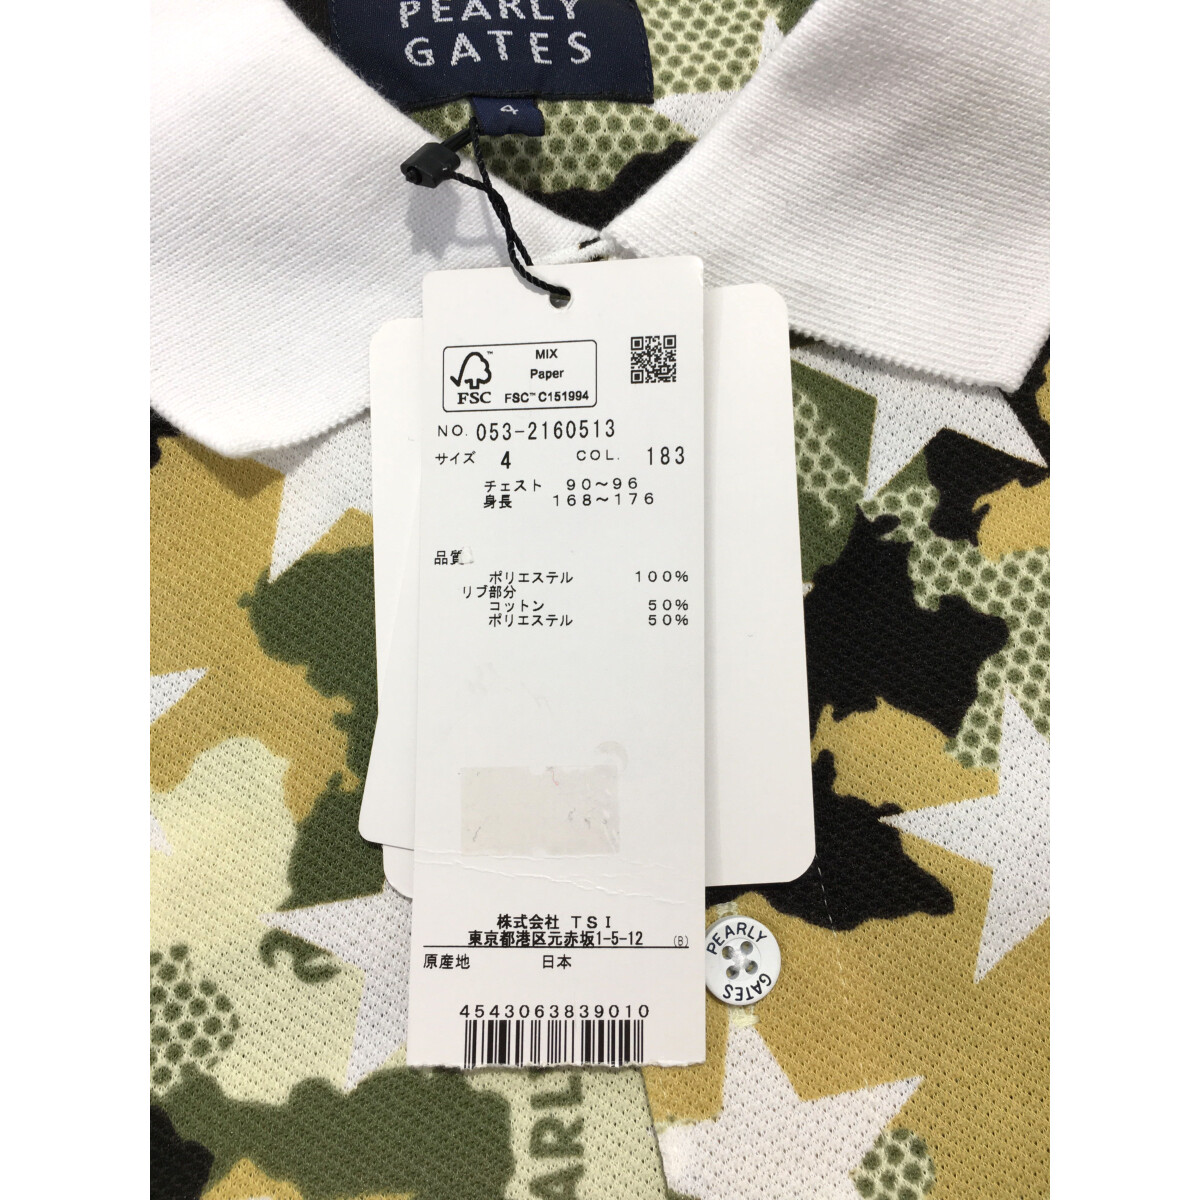 PEARLY
GATES
4
MIX
Paper
FSC
FSC™ C151994
NO. 053-2160513
サイズ 4 COL. 183
チェスト 90～96
身長 168～176
品質
ポリエステル 100%
リブ部分
コットン 50%
ポリエステル 50%
株式会社 TSI
東京都港区元赤坂1-5-12 (B)
原産地 日本
4543063839010
PEARLY
GATES
ARL